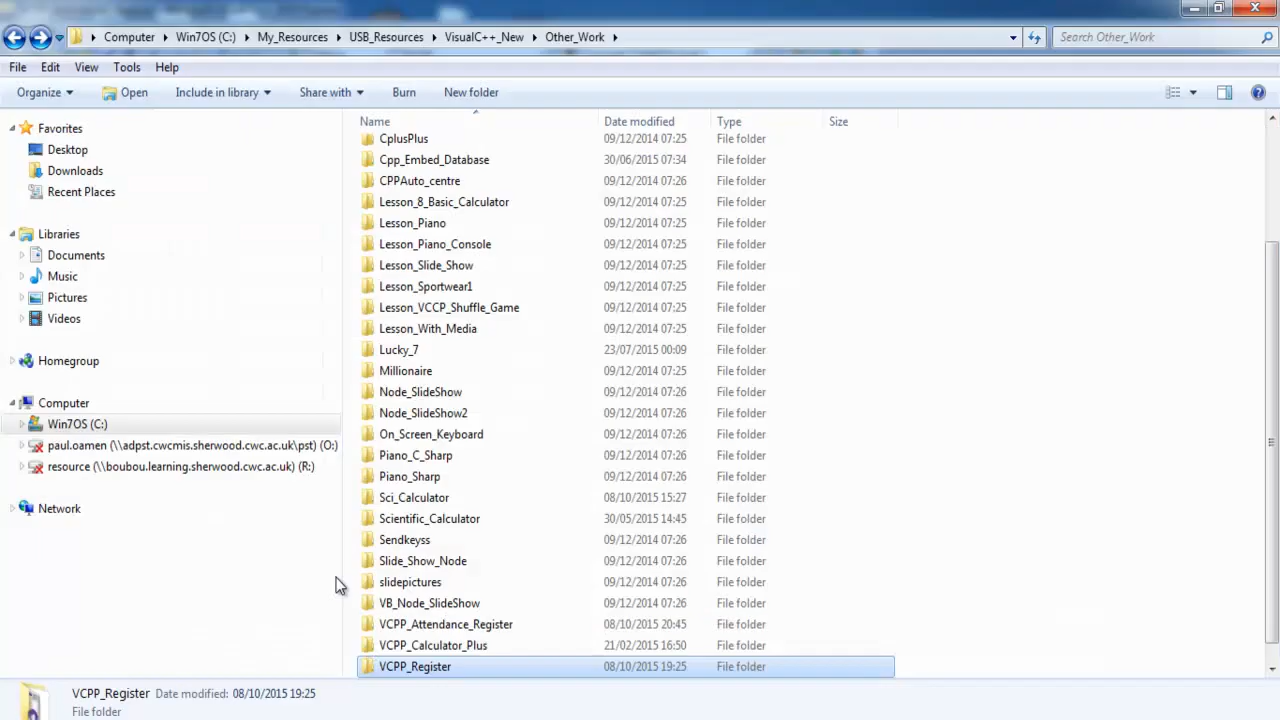 Computer Win7OS (C:) My_Resources USB_Resources VisualC++_New Other_Work Search Other_Work
File Edit View Tools Help
Organize Open Include in library Share with Burn New folder
Favorites
Desktop
Downloads
Recent Places
Libraries
Documents
Music
Pictures
Videos
Homegroup
Computer
Win7OS (C:)
paul.oamen (\\adpst.cwcmis.sherwood.cwc.ac.uk\pst) (O:)
resource (\\boubou.learning.sherwood.cwc.ac.uk) (R:)
Network
Name Date modified Type Size
CplusPlus 09/12/2014 07:25 File folder
Cpp_Embed_Database 30/06/2015 07:34 File folder
CPPAuto_centre 09/12/2014 07:26 File folder
Lesson_8_Basic_Calculator 09/12/2014 07:25 File folder
Lesson_Piano 09/12/2014 07:25 File folder
Lesson_Piano_Console 09/12/2014 07:25 File folder
Lesson_Slide_Show 09/12/2014 07:25 File folder
Lesson_Sportwear1 09/12/2014 07:25 File folder
Lesson_VCCP_Shuffle_Game 09/12/2014 07:25 File folder
Lesson_With_Media 09/12/2014 07:25 File folder
Lucky_7 23/07/2015 00:09 File folder
Millionaire 09/12/2014 07:25 File folder
Node_SlideShow 09/12/2014 07:26 File folder
Node_SlideShow2 09/12/2014 07:26 File folder
On_Screen_Keyboard 09/12/2014 07:26 File folder
Piano_C_Sharp 09/12/2014 07:26 File folder
Piano_Sharp 09/12/2014 07:26 File folder
Sci_Calculator 08/10/2015 15:27 File folder
Scientific_Calculator 30/05/2015 14:45 File folder
Sendkeyss 09/12/2014 07:26 File folder
Slide_Show_Node 09/12/2014 07:26 File folder
slidepictures 09/12/2014 07:26 File folder
VB_Node_SlideShow 09/12/2014 07:26 File folder
VCPP_Attendance_Register 08/10/2015 20:45 File folder
VCPP_Calculator_Plus 21/02/2015 16:50 File folder
VCPP_Register 08/10/2015 19:25 File folder
VCPP_Register Date modified: 08/10/2015 19:25
File folder